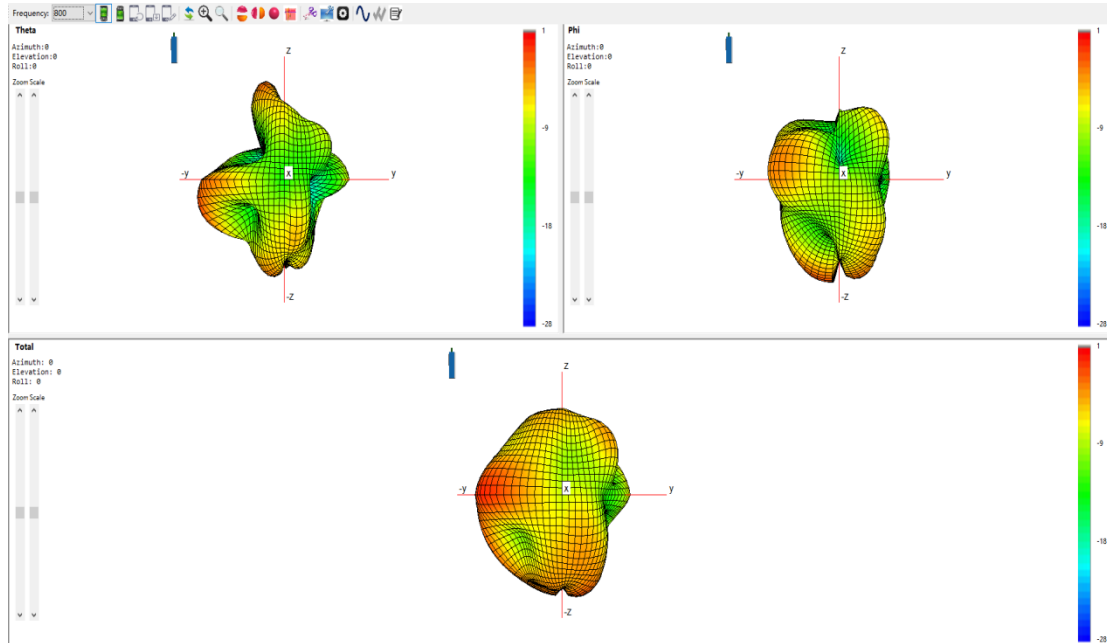 Frequency: 800
Theta
Azimuth:0
Elevation:0
Roll:0
Zoom Scale
Z
-y
X
y
-Z
1
-9
-18
-28
Phi
Azimuth:0
Elevation:0
Roll:0
Zoom Scale
Z
-y
X
y
-Z
1
-9
-18
-28
Total
Azimuth: 0
Elevation: 0
Roll: 0
Zoom Scale
Z
-y
X
y
-Z
1
-9
-18
-28